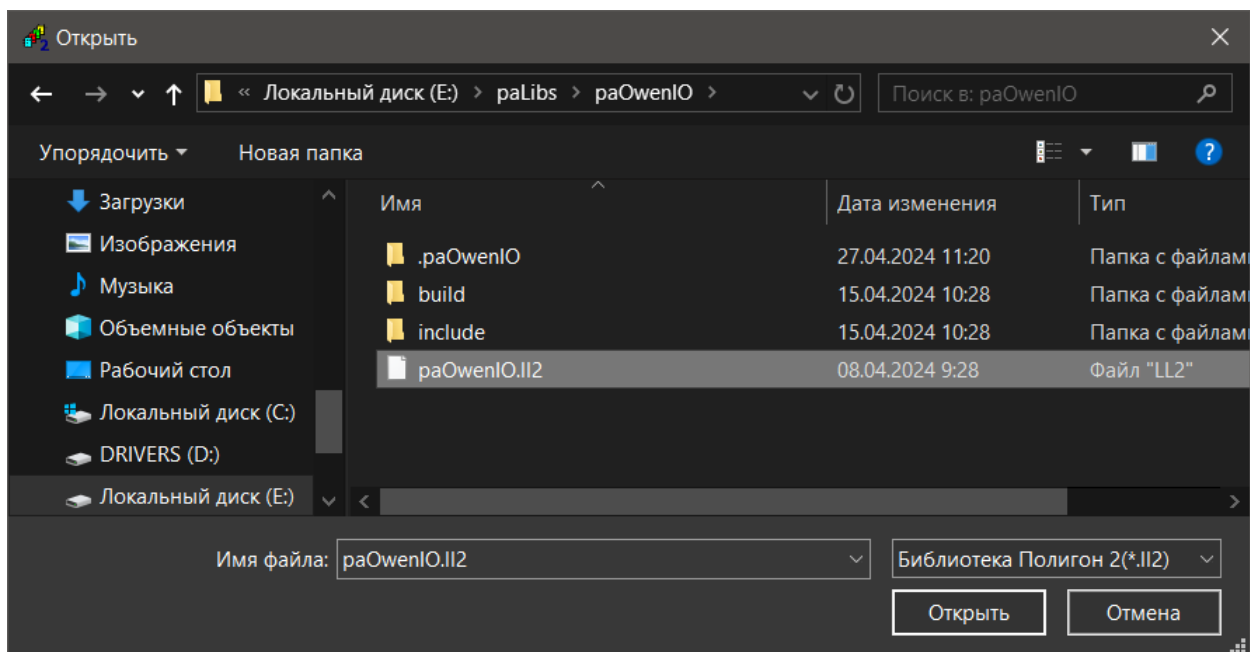 Открыть
« Локальный диск (E:) > paLibs > paOwenIO >
Поиск в: paOwenIO
Упорядочить Новая папка
Загрузки
Изображения
Музыка
Объемные объекты
Рабочий стол
Локальный диск (C:)
DRIVERS (D:)
Локальный диск (E:)
Имя Дата изменения Тип
.paOwenIO 27.04.2024 11:20 Папка с файлами
build 15.04.2024 10:28 Папка с файлами
include 15.04.2024 10:28 Папка с файлами
paOwenIO.ll2 08.04.2024 9:28 Файл "LL2"
Имя файла: paOwenIO.ll2 Библиотека Полигон 2(*.ll2)
Открыть Отмена